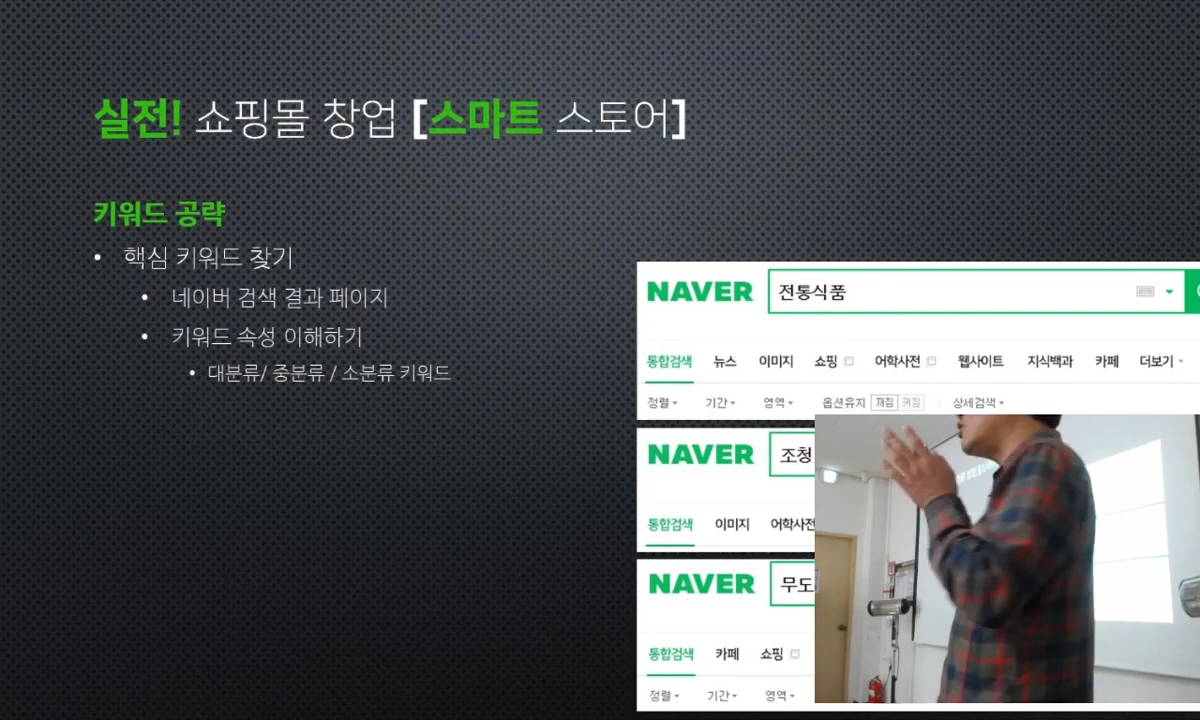 실전! 쇼핑몰 창업 [스마트 스토어]
키워드 공략
• 핵심 키워드 찾기
• 네이버 검색 결과 페이지
• 키워드 속성 이해하기
• 대분류/ 중분류 / 소분류 키워드
NAVER 전통식품
통합검색 뉴스 이미지 쇼핑 어학사전 웹사이트 지식백과 카페 더보기
정렬 기간 영역 옵션유지 꺼짐 켜짐 상세검색
NAVER 조청
통합검색 이미지 어학사전
NAVER 무도
통합검색 카페 쇼핑
정렬 기간 영역